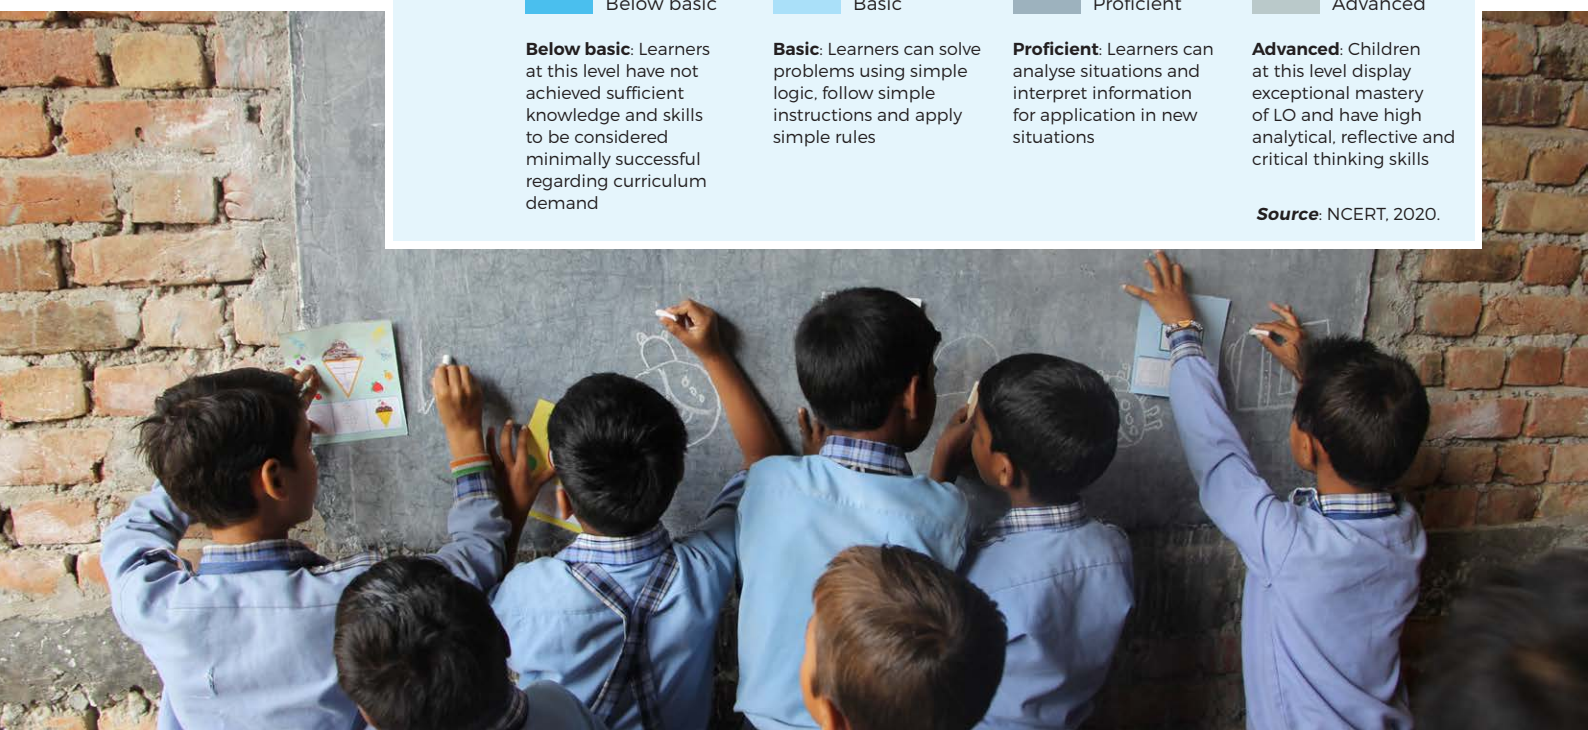 Below basic
Basic
Proficient
Advanced
Below basic: Learners
at this level have not
achieved sufficient
knowledge and skills
to be considered
minimally successful
regarding curriculum
demand
Basic: Learners can solve
problems using simple
logic, follow simple
instructions and apply
simple rules
Proficient: Learners can
analyse situations and
interpret information
for application in new
situations
Advanced: Children
at this level display
exceptional mastery
of LO and have high
analytical, reflective and
critical thinking skills
Source: NCERT, 2020.